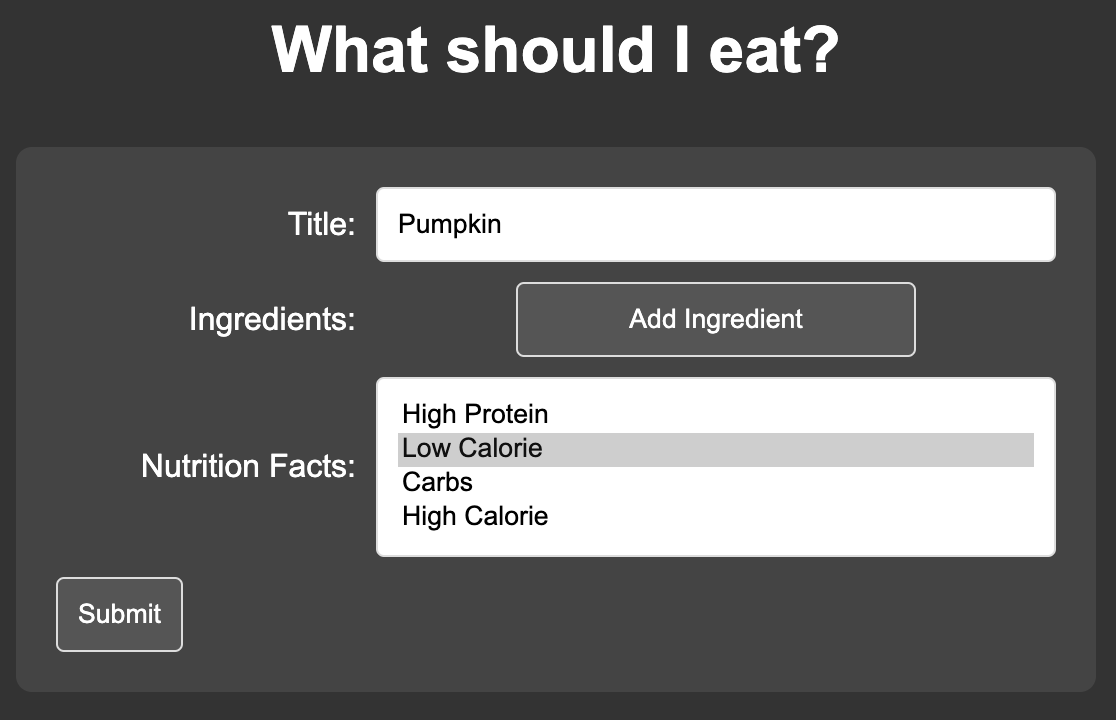 What should I eat?
Title: Pumpkin
Ingredients: Add Ingredient
Nutrition Facts:
High Protein
Low Calorie
Carbs
High Calorie
Submit